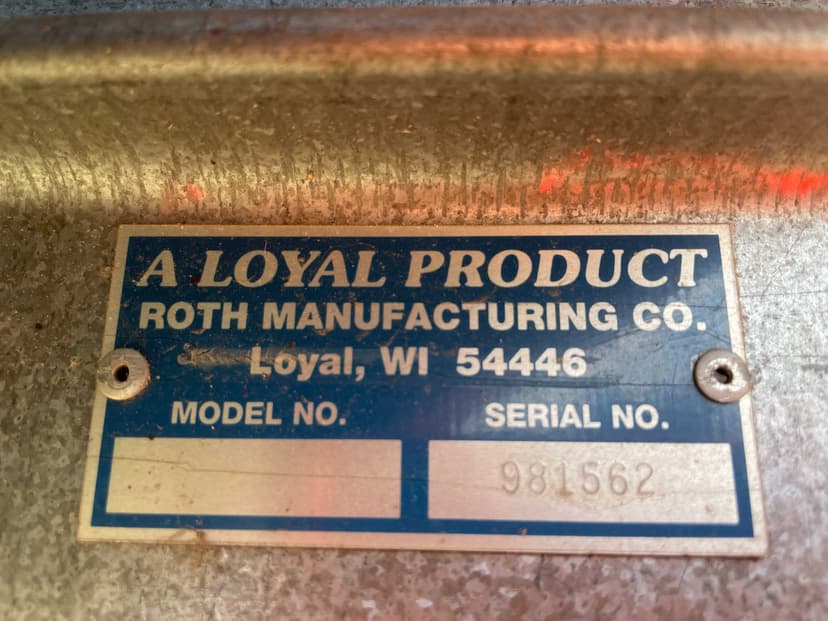 A LOYAL PRODUCT
ROTH MANUFACTURING CO.
Loyal, WI 54446
MODEL NO. SERIAL NO.
981562